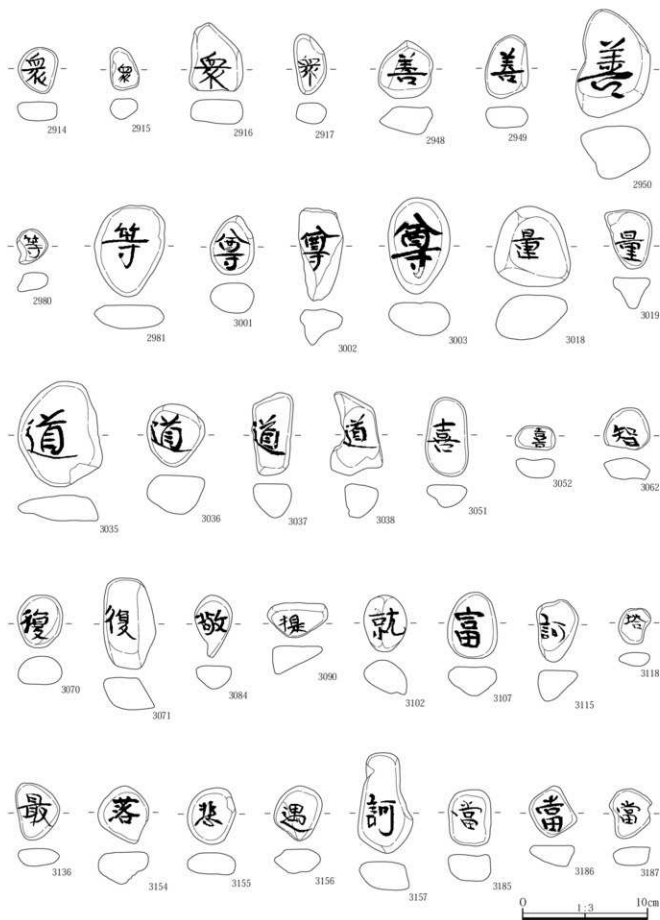 衆 衆 衆 衆 善 善 善
2914 2915 2916 2917 2948 2949 2950
等 等 尊 尊 尊 量 量
2980 2981 3001 3002 3003 3018 3019
道 道 道 道 喜 喜 智
3035 3036 3037 3038 3051 3052 3062
復 復 敬 就 富 訶 塔
3070 3071 3084 3090 3102 3107 3115 3118
最 落 悲 遇 訶 當 當 當
3136 3154 3155 3156 3157 3185 3186 3187
0 1:3 10cm